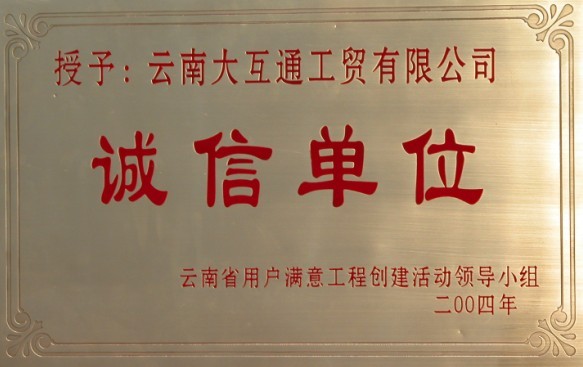 授予：云南大互通工贸有限公司
诚信单位
云南省用户满意工程创建活动领导小组
二00四年